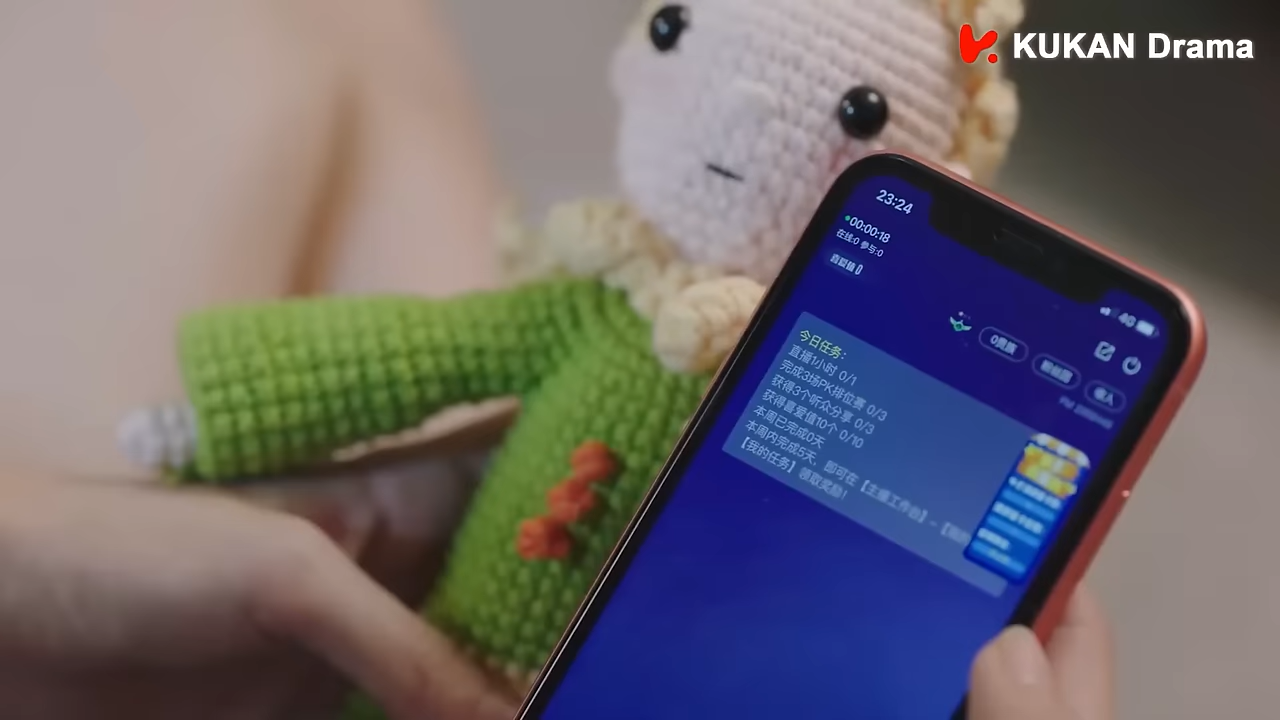 KUKAN Drama
23:24
00:00:18
在线:0 参与:0
4G
今日任务:
直播1小时 0/1
完成3场PK排位赛 0/3
获得3个听众分享 0/3
获得喜爱值10个 0/10
本周已完成0天
本周内完成5天，即可在【主播工作台】-【我的
【我的任务】领取奖励!